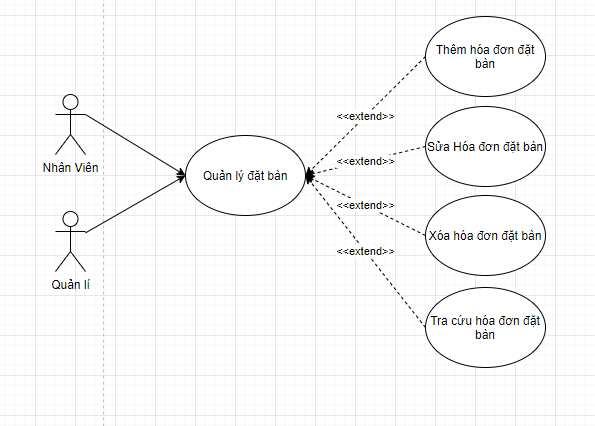 Thêm hóa đơn đặt
bàn
<<extend>>
Sửa Hóa đơn đặt bàn
<<extend>>
Nhân Viên
Quản lý đặt bàn
<<extend>>
Xóa hóa đơn đặt bàn
<<extend>>
Quản lí
Tra cứu hóa đơn đặt
bàn